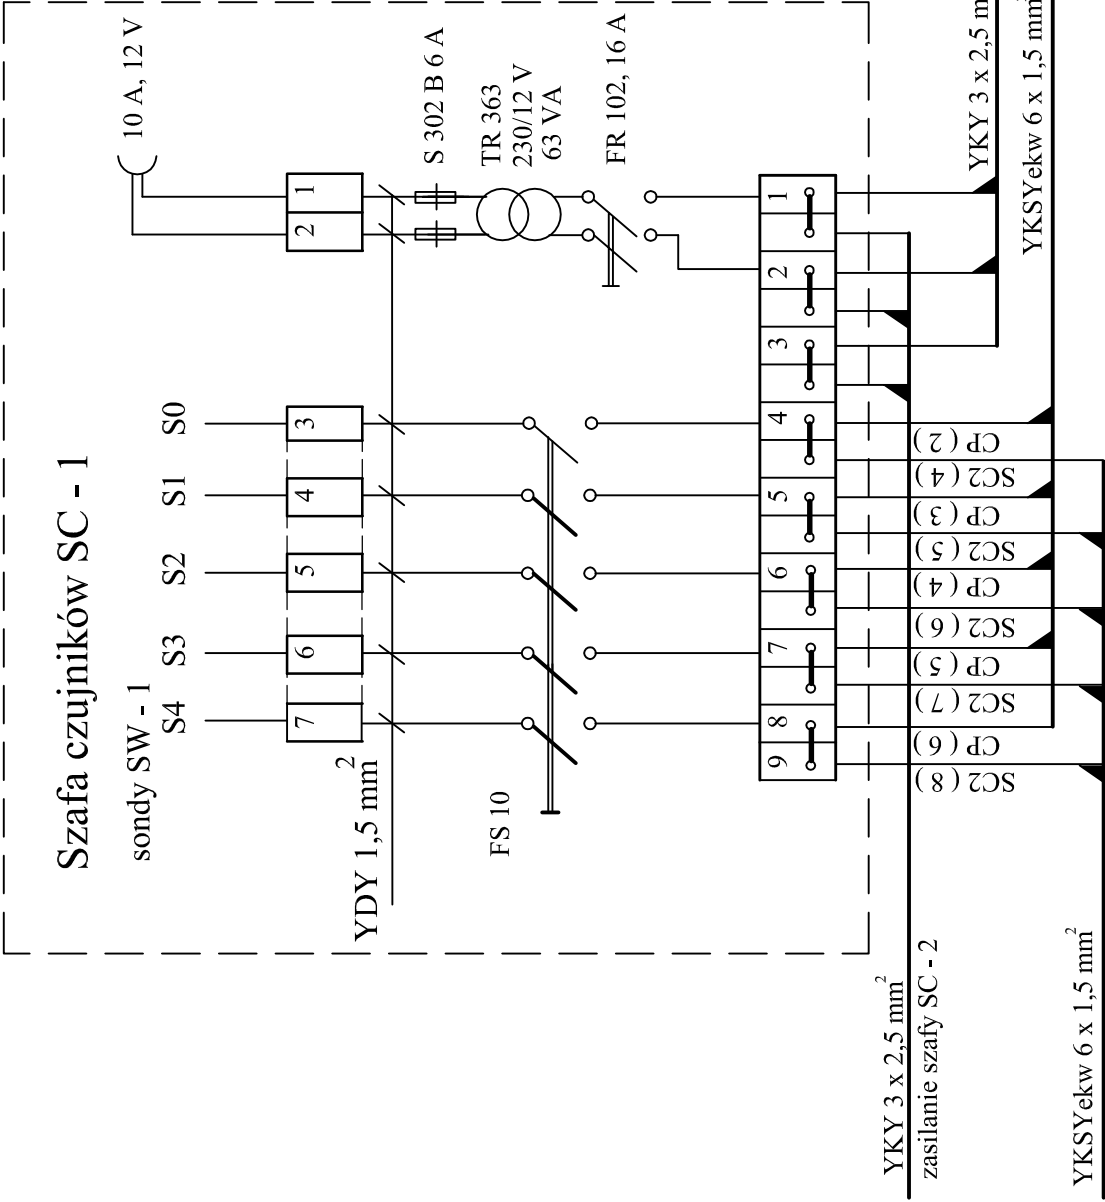 Szafa czujników SC - 1
sondy SW - 1
S4
S3
S2
S1
S0
10 A, 12 V
7
6
5
4
3
2
1
YDY 1,5 mm²
S 302 B 6 A
TR 363
230/12 V
63 VA
FR 102, 16 A
FS 10
9
8
7
6
5
4
3
2
1
SC2 ( 8 )
CP ( 6 )
SC2 ( 7 )
CP ( 5 )
SC2 ( 6 )
CP ( 4 )
SC2 ( 5 )
CP ( 3 )
SC2 ( 4 )
CP ( 2 )
YKY 3 x 2,5 mm²
zasilanie szafy SC - 2
YKY 3 x 2,5 m
YKSYekw 6 x 1,5 mm
YKSYekw 6 x 1,5 mm²